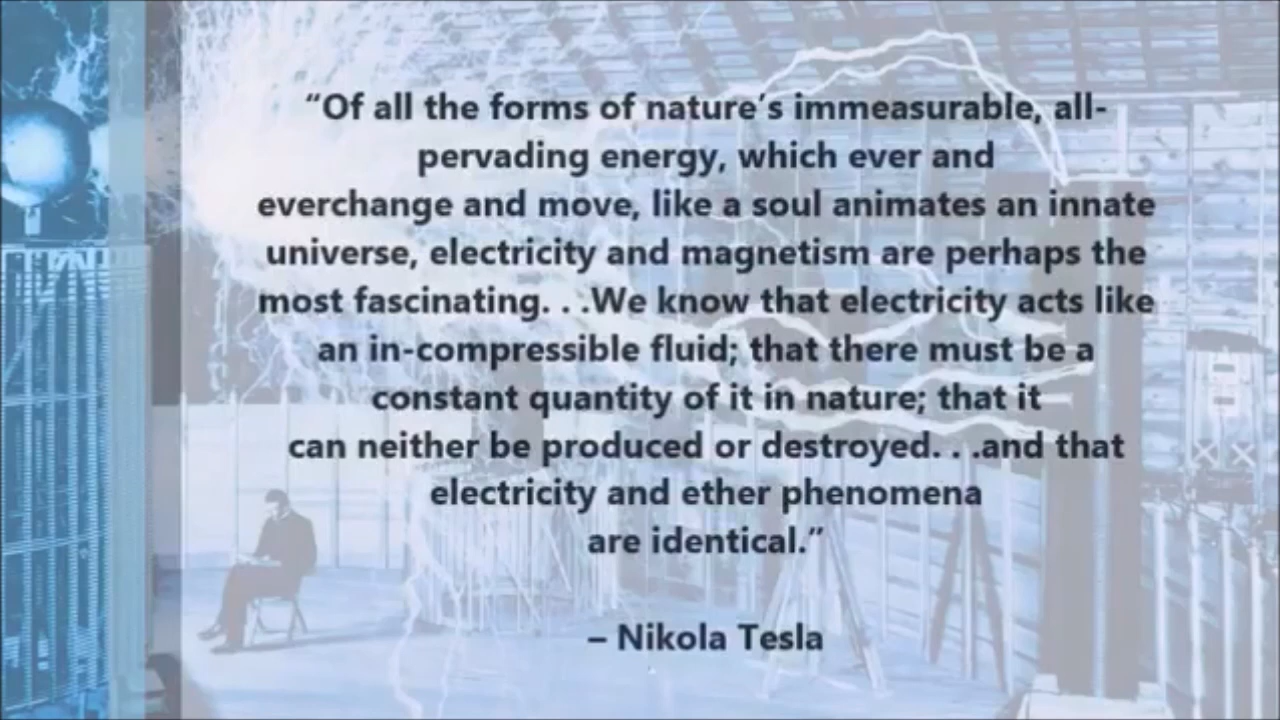 “Of all the forms of nature’s immeasurable, all-
pervading energy, which ever and
everchange and move, like a soul animates an innate
universe, electricity and magnetism are perhaps the
most fascinating. . .We know that electricity acts like
an in-compressible fluid; that there must be a
constant quantity of it in nature; that it
can neither be produced or destroyed. . .and that
electricity and ether phenomena
are identical.”
– Nikola Tesla